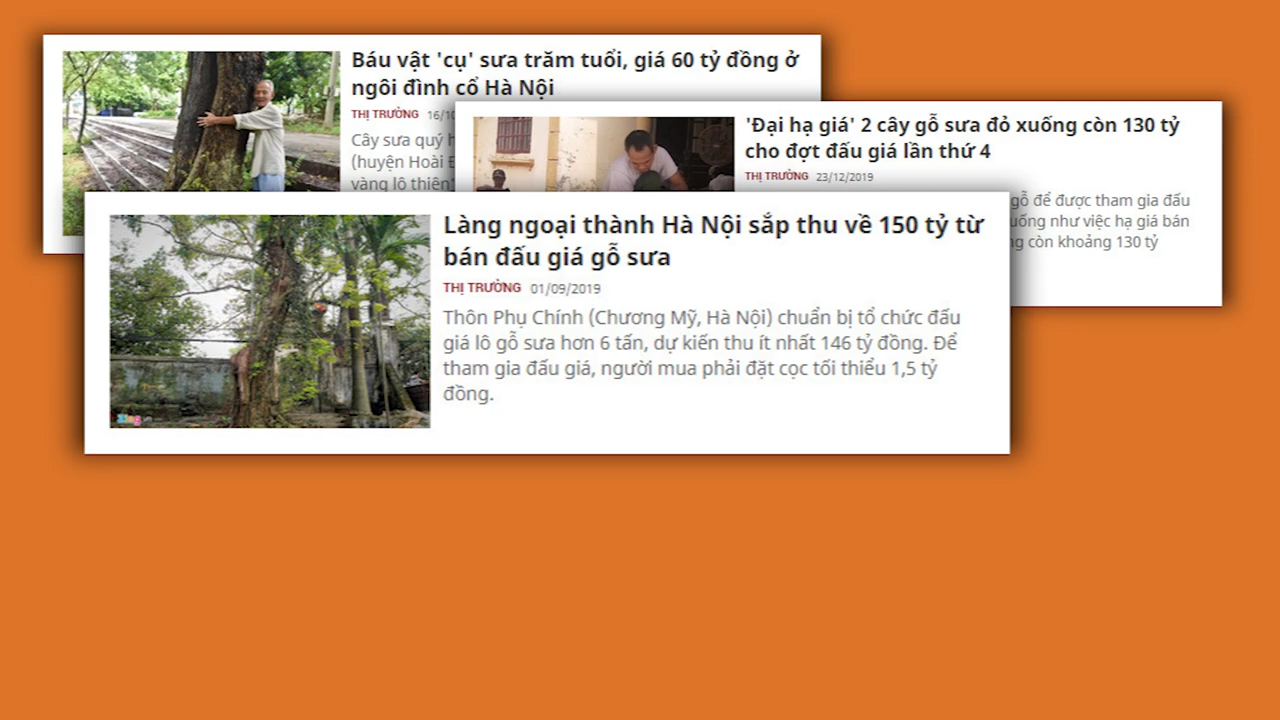 Báu vật 'cụ' sưa trăm tuổi, giá 60 tỷ đồng ở
ngôi đình cổ Hà Nội
THỊ TRƯỜNG 16/10
Cây sưa quý
(huyện Hoài
vàng lộ thiên"
'Đại hạ giá' 2 cây gỗ sưa đỏ xuống còn 130 tỷ
cho đợt đấu giá lần thứ 4
THỊ TRƯỜNG 23/12/2019
gỗ để được tham gia đấu
như việc hạ giá bán
còn khoảng 130 tỷ
Làng ngoại thành Hà Nội sắp thu về 150 tỷ từ
bán đấu giá gỗ sưa
THỊ TRƯỜNG 01/09/2019
Thôn Phụ Chính (Chương Mỹ, Hà Nội) chuẩn bị tổ chức đấu
giá lô gỗ sưa hơn 6 tấn, dự kiến thu ít nhất 146 tỷ đồng. Để
tham gia đấu giá, người mua phải đặt cọc tối thiểu 1,5 tỷ
đồng.